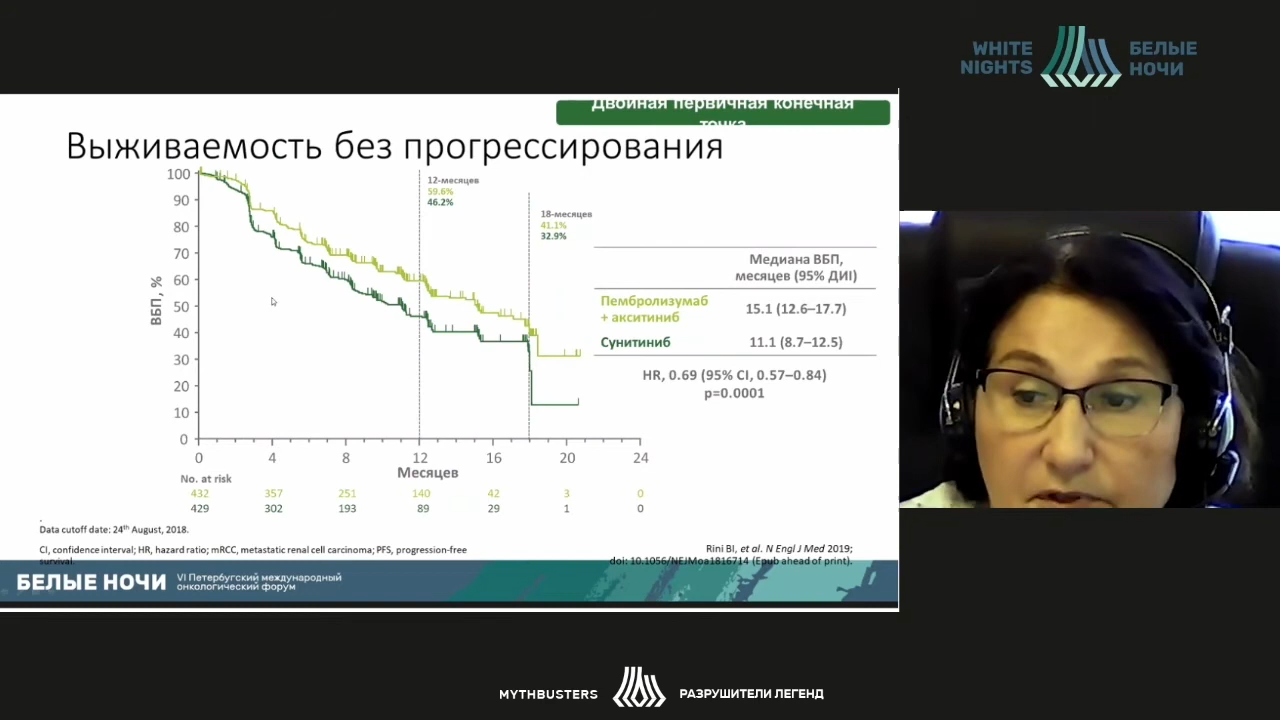 WHITE
NIGHTS
БЕЛЫЕ
НОЧИ
Двойная первичная конечная
точка
Выживаемость без прогрессирования
100
90
80
70
60
50
40
30
20
10
0
ВБП, %
12-месяцев
59.6%
46.2%
18-месяцев
41.1%
32.9%
Медиана ВБП,
месяцев (95% ДИI)
Пембролизумаб
+ акситиниб
15.1 (12.6–17.7)
Сунитиниб
11.1 (8.7–12.5)
HR, 0.69 (95% CI, 0.57–0.84)
p=0.0001
0 4 8 12 16 20 24
Месяцев
No. at risk
432 357 251 140 42 3 0
429 302 193 89 29 1 0
.
Data cutoff date: 24th August, 2018.
CI, confidence interval; HR, hazard ratio; mRCC, metastatic renal cell carcinoma; PFS, progression-free
survival.
Rini BI, et al. N Engl J Med 2019;
doi: 10.1056/NEJMoa1816714 (Epub ahead of print).
БЕЛЫЕ НОЧИ
VI Петербугский международный
онкологический форум
MYTHBUSTERS
РАЗРУШИТЕЛИ ЛЕГЕНД